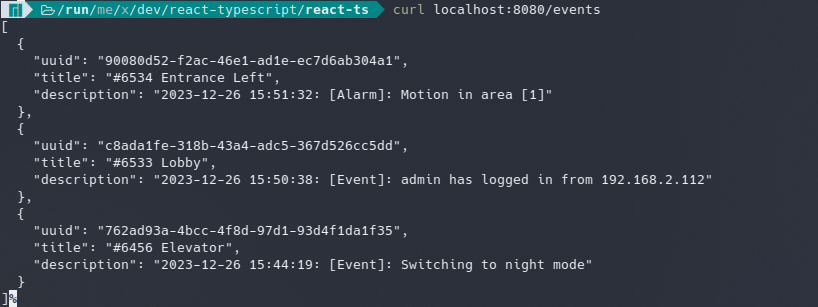 /run/me/x/dev/react-typescript/react-ts curl localhost:8080/events
[
  {
    "uuid": "90080d52-f2ac-46e1-ad1e-ec7d6ab304a1",
    "title": "#6534 Entrance Left",
    "description": "2023-12-26 15:51:32: [Alarm]: Motion in area [1]"
  },
  {
    "uuid": "c8ada1fe-318b-43a4-adc5-367d526cc5dd",
    "title": "#6533 Lobby",
    "description": "2023-12-26 15:50:38: [Event]: admin has logged in from 192.168.2.112"
  },
  {
    "uuid": "762ad93a-4bcc-4f8d-97d1-93d4f1da1f35",
    "title": "#6456 Elevator",
    "description": "2023-12-26 15:44:19: [Event]: Switching to night mode"
  }
]%